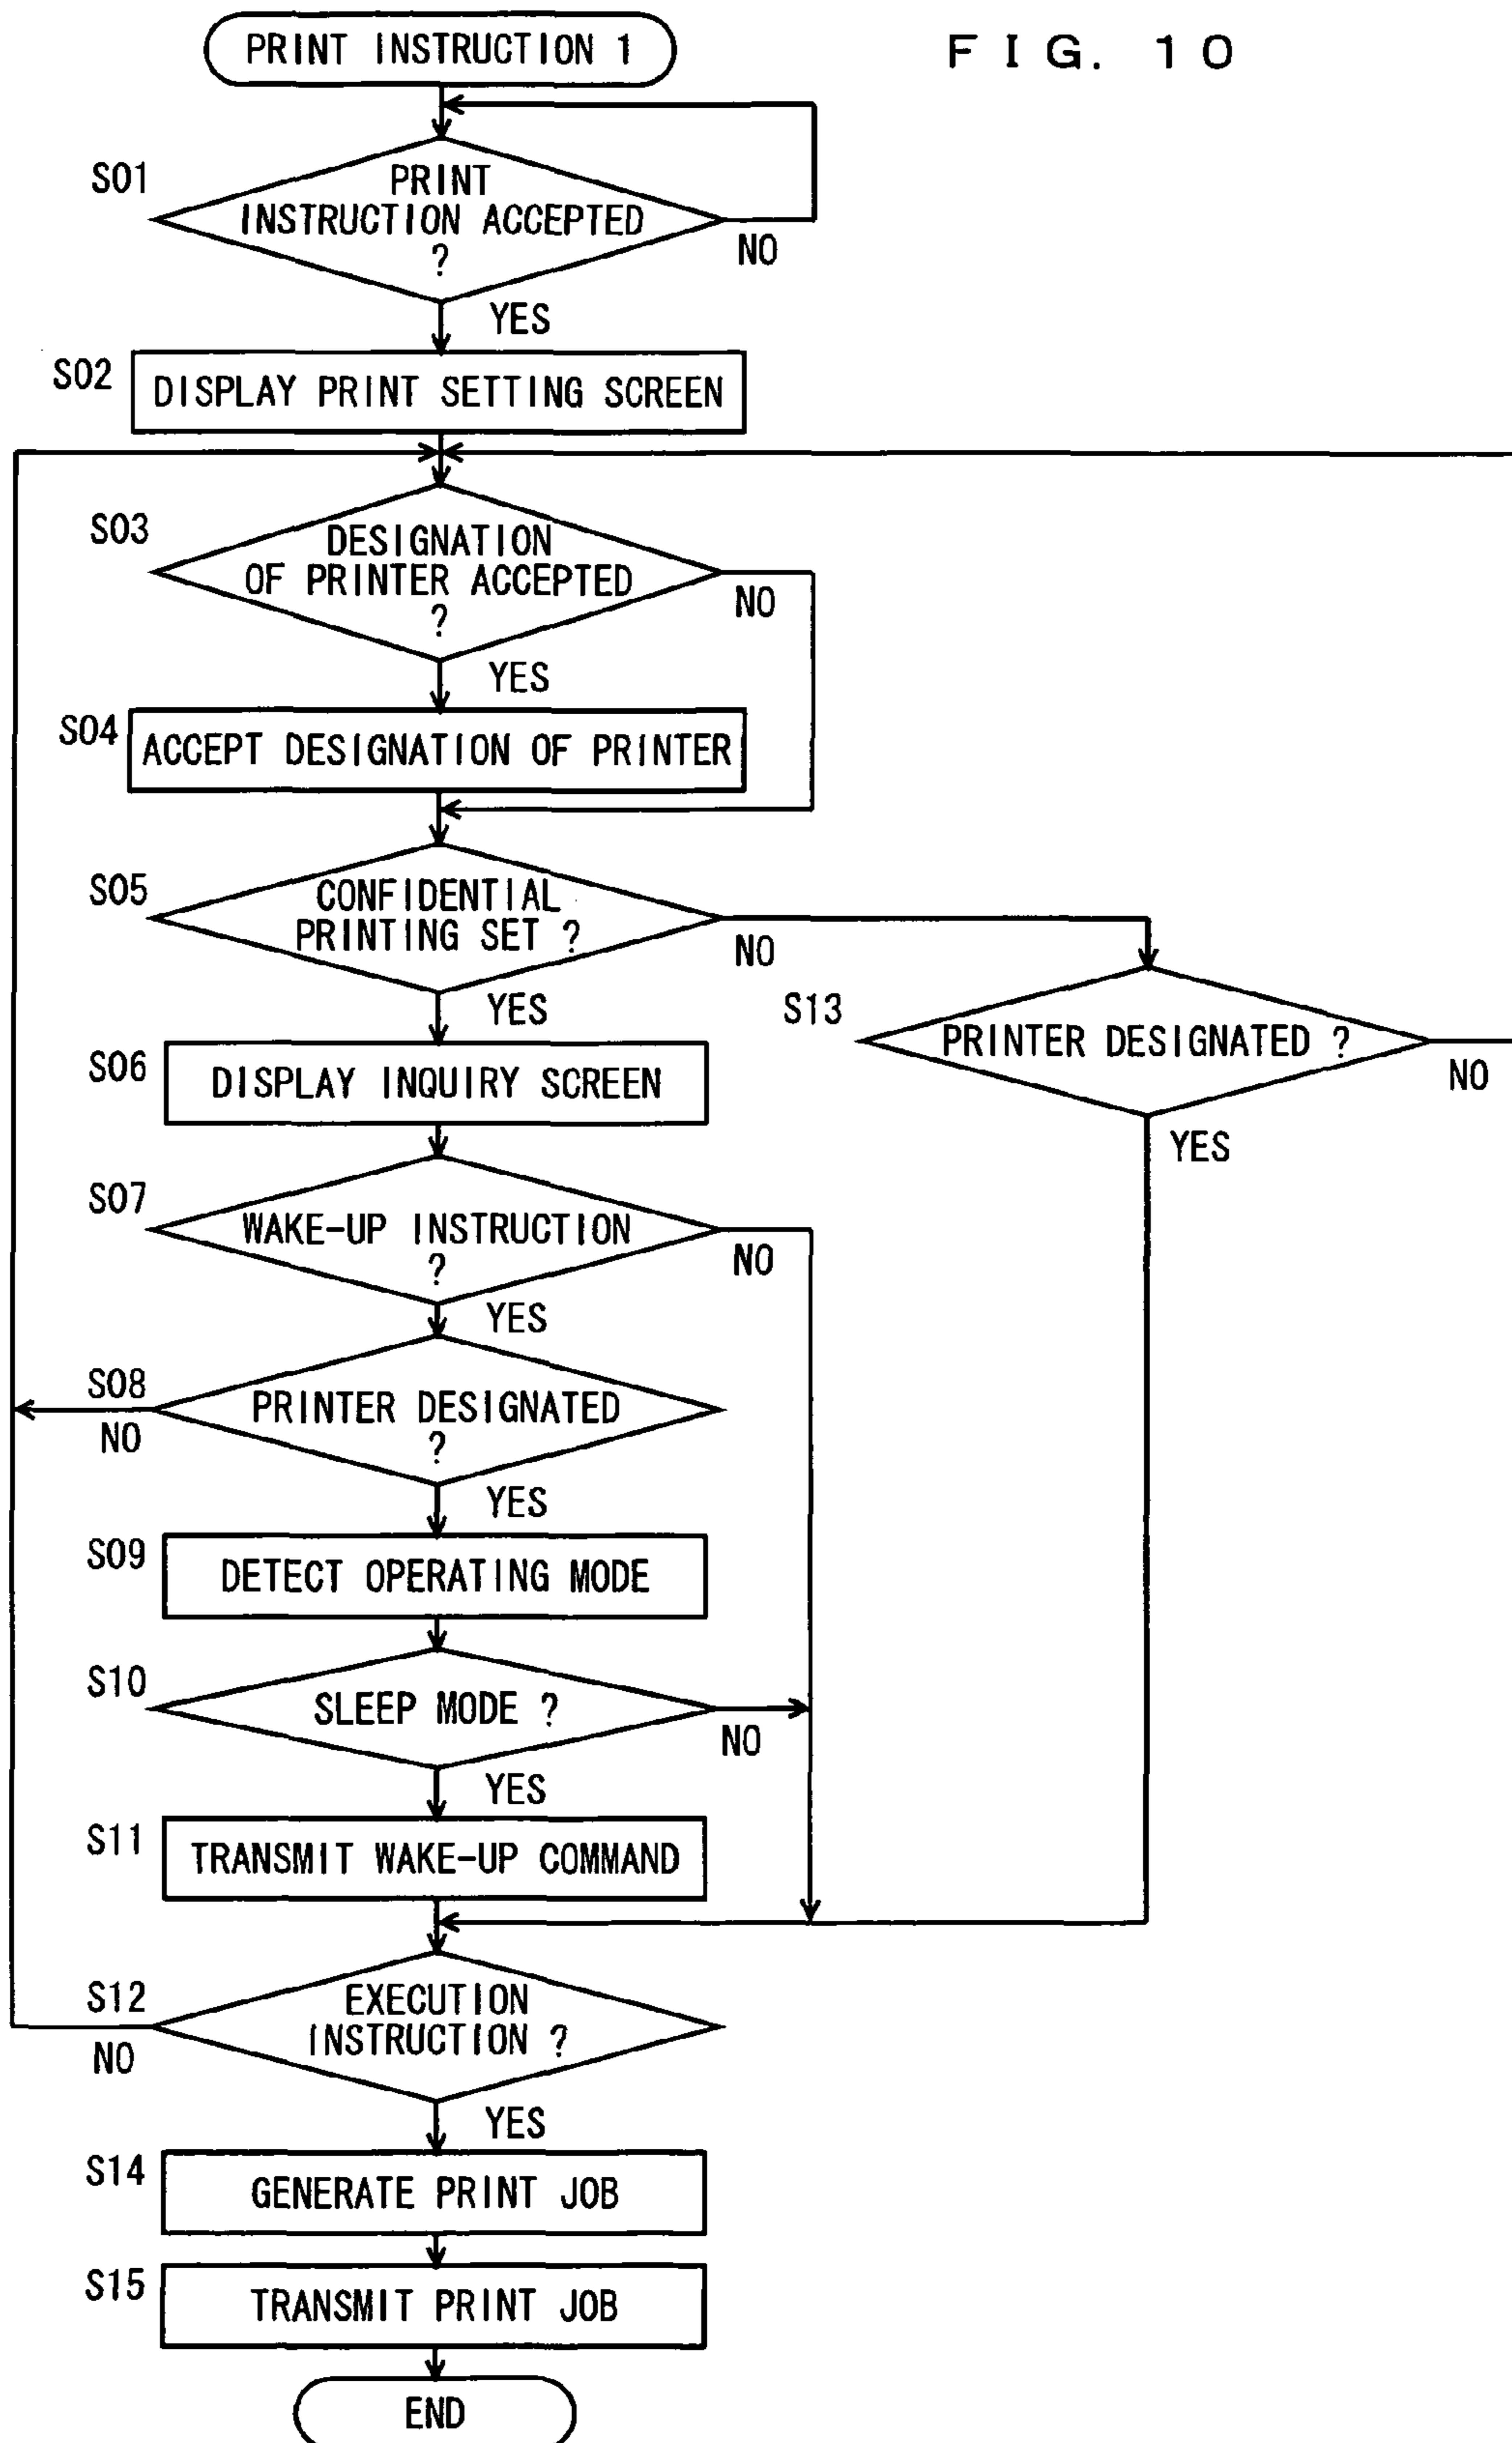 PRINT INSTRUCTION 1
FIG. 10
S01
PRINT
INSTRUCTION ACCEPTED
?
NO
YES
S02
DISPLAY PRINT SETTING SCREEN
S03
DESIGNATION
OF PRINTER ACCEPTED
?
NO
YES
S04
ACCEPT DESIGNATION OF PRINTER
S05
CONFIDENTIAL
PRINTING SET ?
NO
YES
S13
PRINTER DESIGNATED ?
NO
YES
S06
DISPLAY INQUIRY SCREEN
S07
WAKE-UP INSTRUCTION
?
NO
YES
S08
PRINTER DESIGNATED
?
NO
YES
S09
DETECT OPERATING MODE
S10
SLEEP MODE ?
NO
YES
S11
TRANSMIT WAKE-UP COMMAND
S12
EXECUTION
INSTRUCTION ?
NO
YES
S14
GENERATE PRINT JOB
S15
TRANSMIT PRINT JOB
END